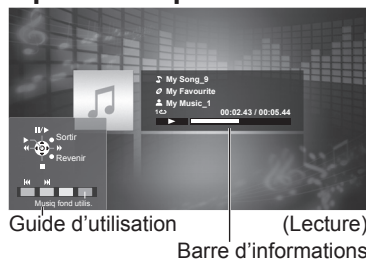 My Song_9
My Favourite
My Music_1
00:02.43 / 00:05.44
Sortir
Revenir
Musiq fond utilis.
Guide d’utilisation
(Lecture)
Barre d’informations